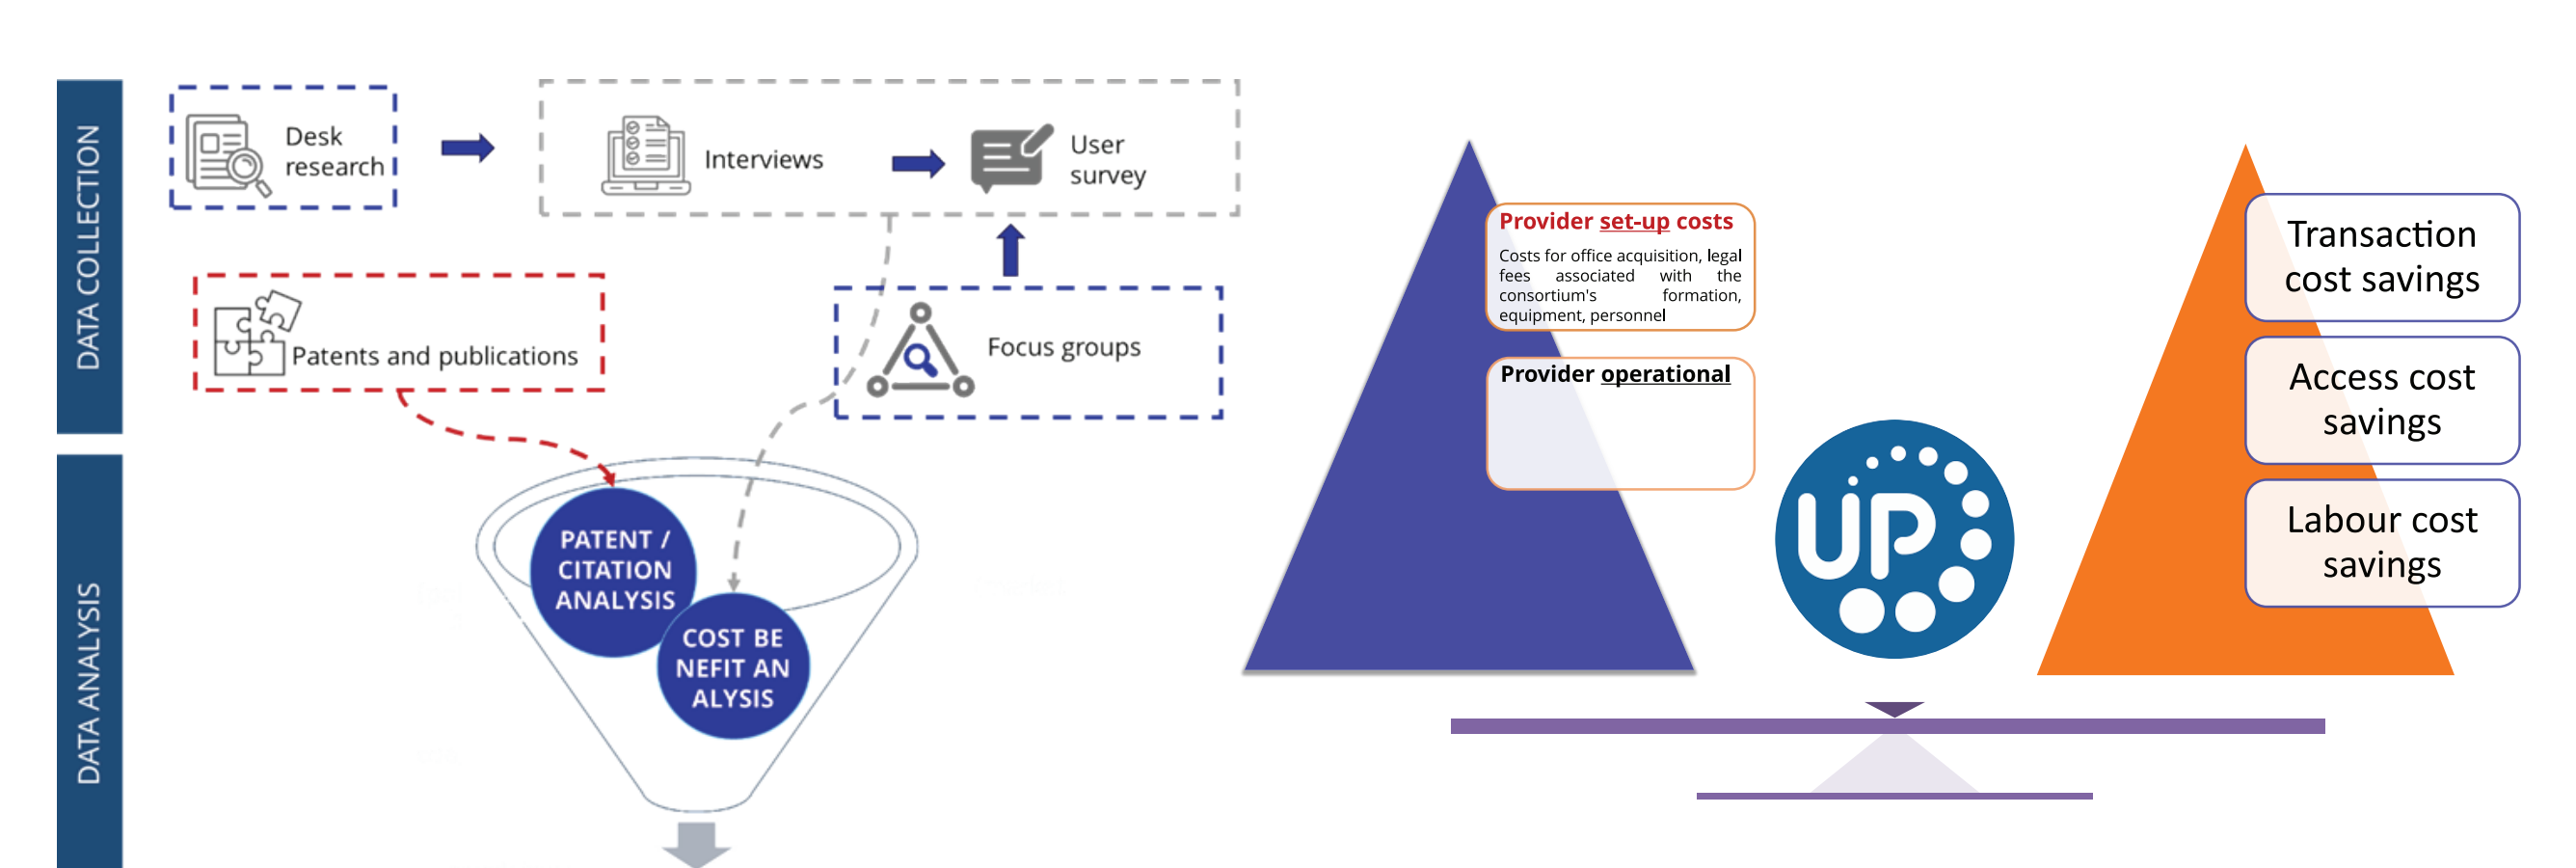 DATA COLLECTION
Desk
research
Interviews
User
survey
Patents and publications
Focus groups
DATA ANALYSIS
PATENT /
CITATION
ANALYSIS
COST BE
NEFIT AN
ALYSIS
Provider set-up costs
Costs for office acquisition, legal
fees associated with the
consortium's formation,
equipment, personnel
Provider operational
UP
Transaction
cost savings
Access cost
savings
Labour cost
savings